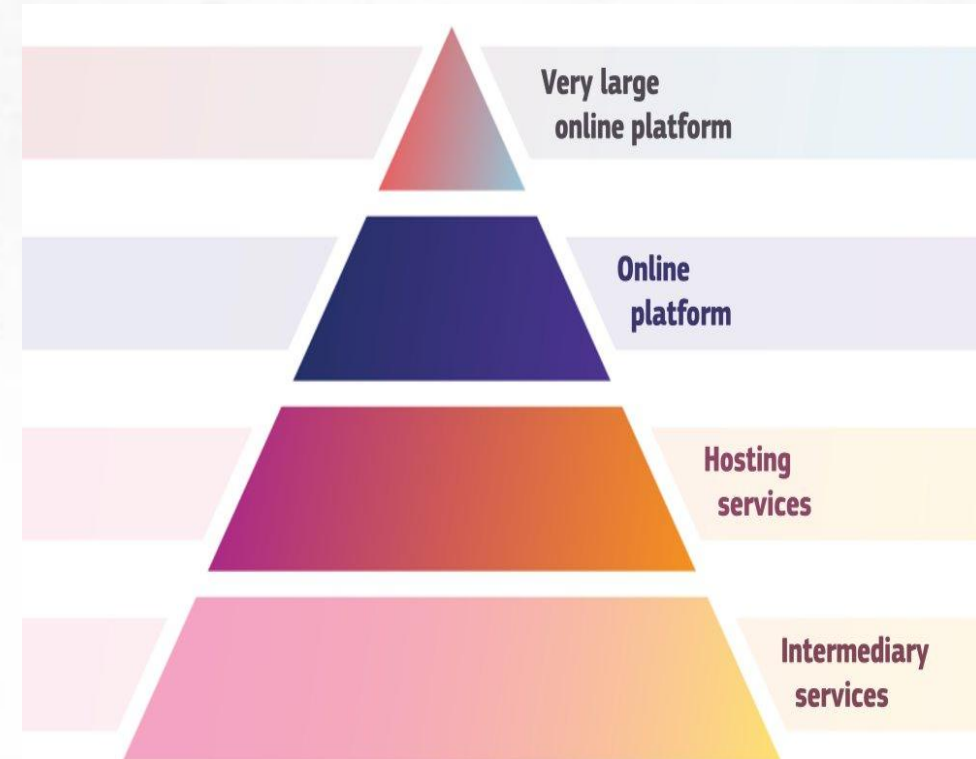 Very large
online platform
Online
platform
Hosting
services
Intermediary
services